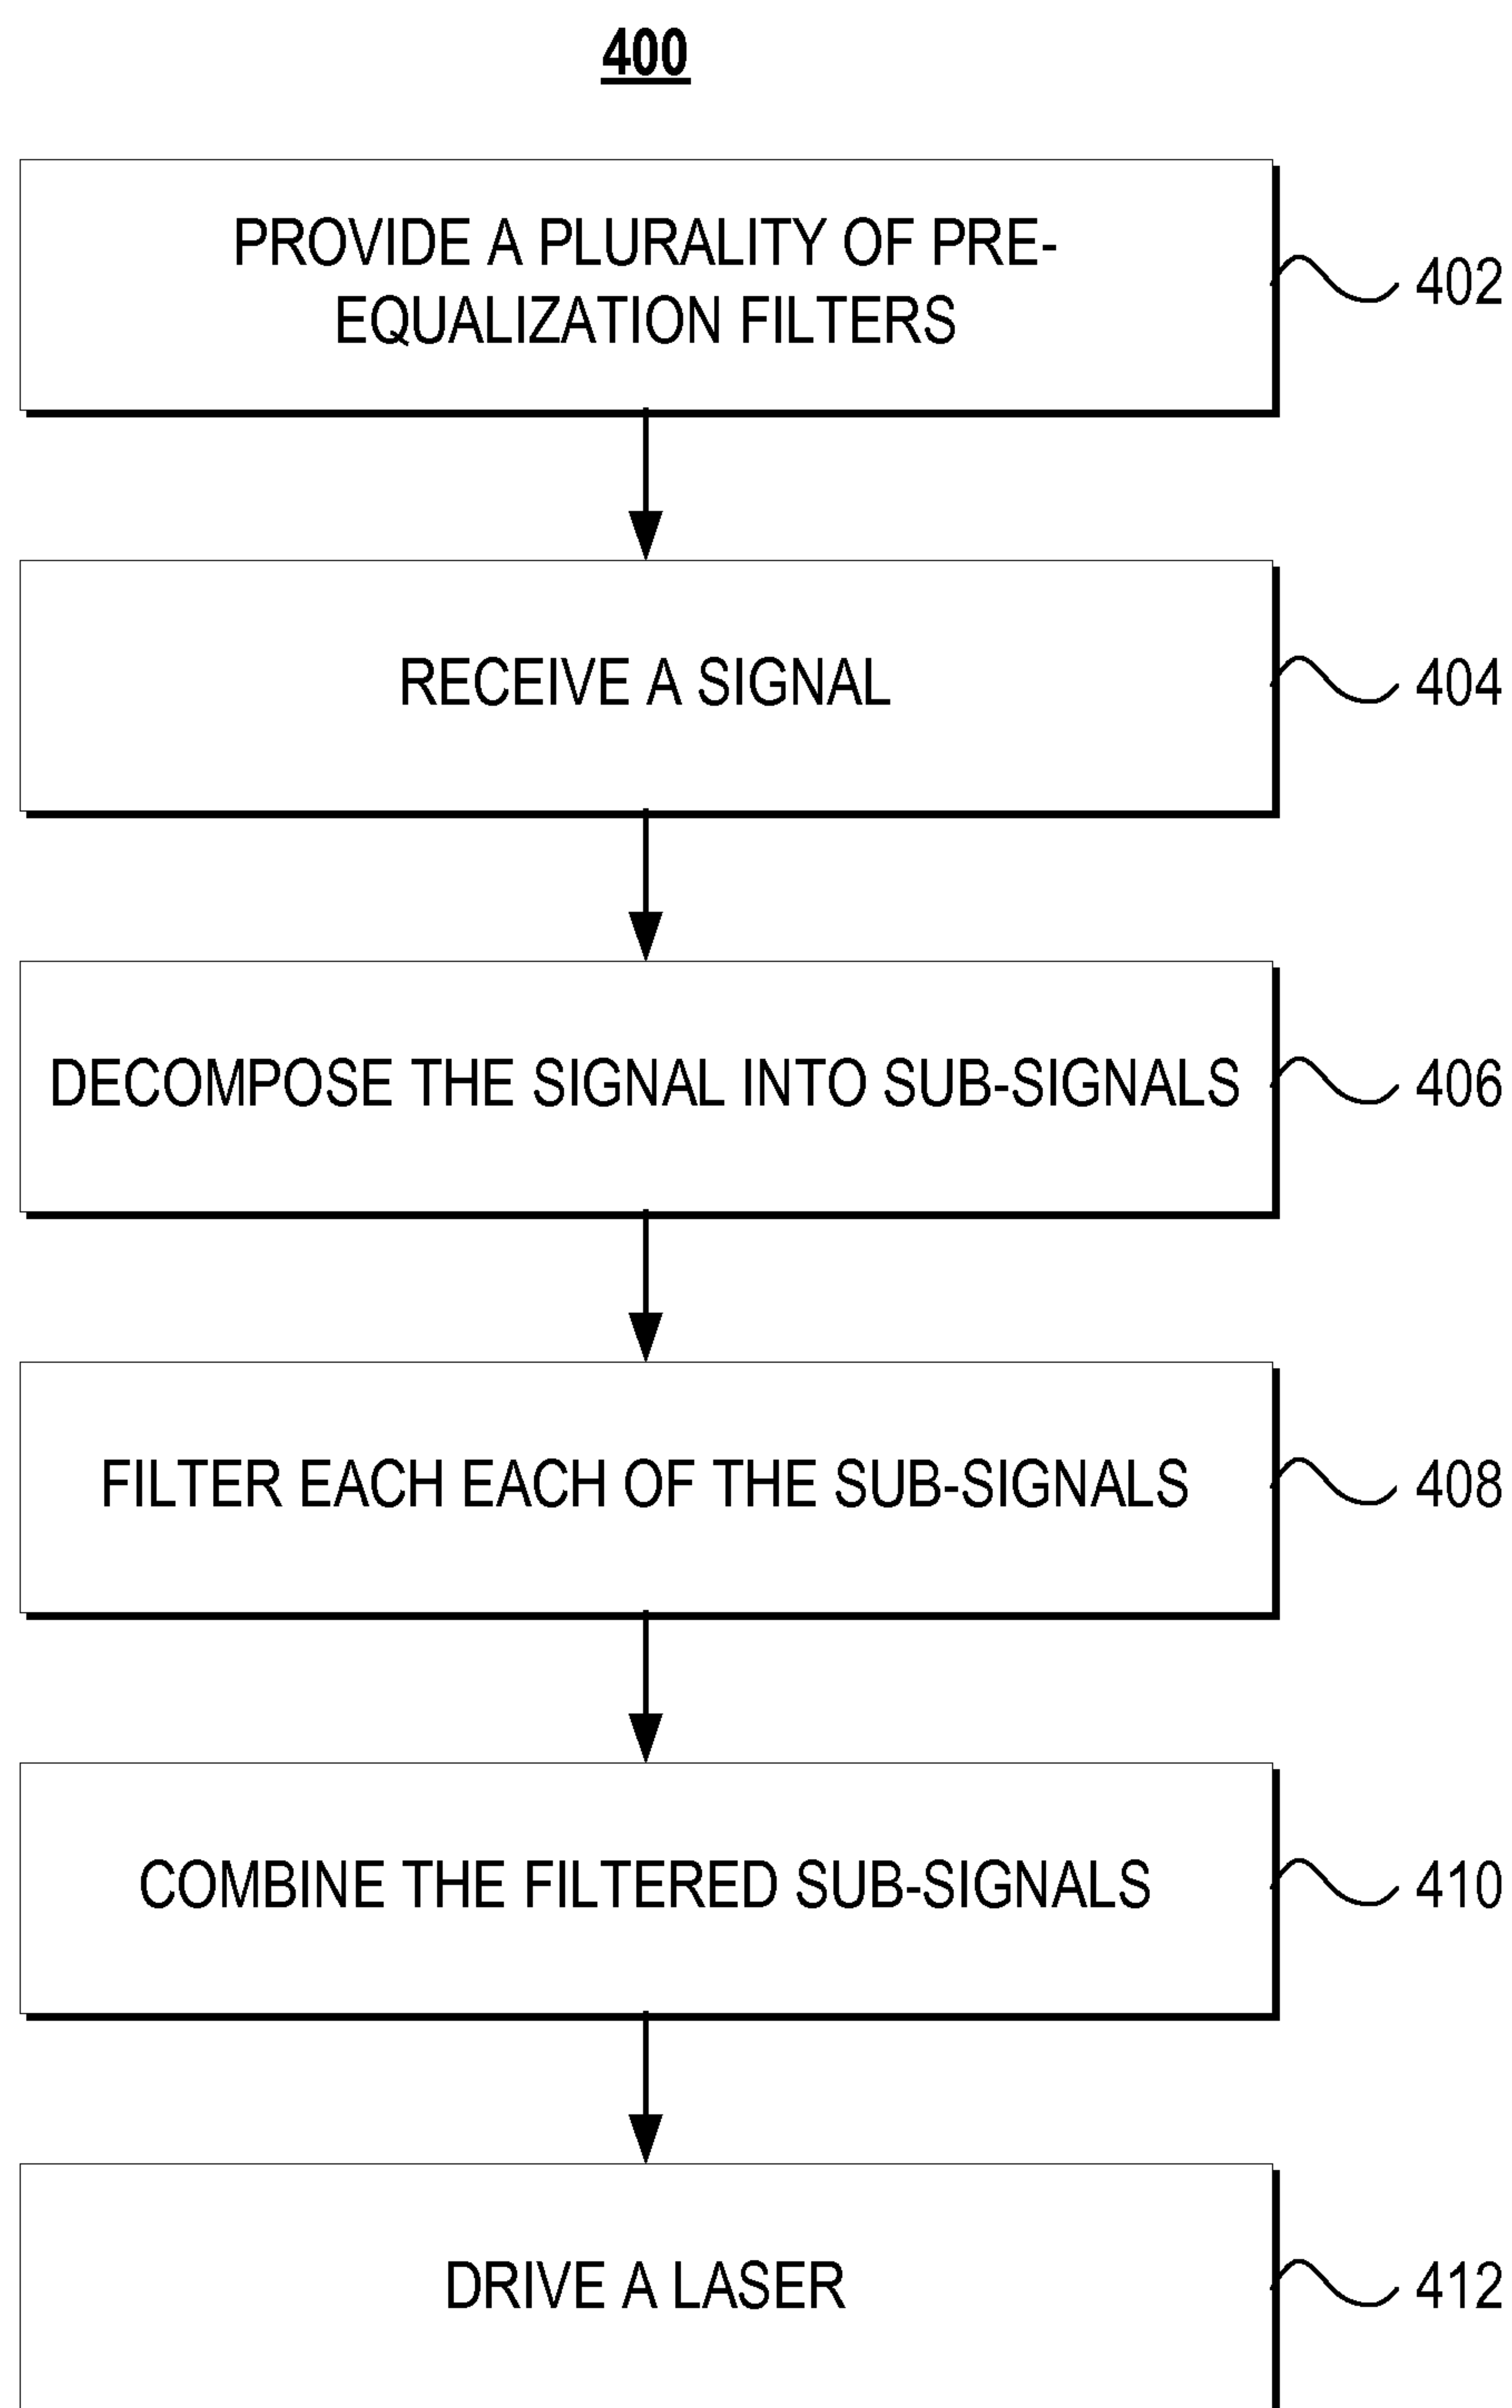 400
PROVIDE A PLURALITY OF PRE-
EQUALIZATION FILTERS
402
RECEIVE A SIGNAL
404
DECOMPOSE THE SIGNAL INTO SUB-SIGNALS
406
FILTER EACH EACH OF THE SUB-SIGNALS
408
COMBINE THE FILTERED SUB-SIGNALS
410
DRIVE A LASER
412